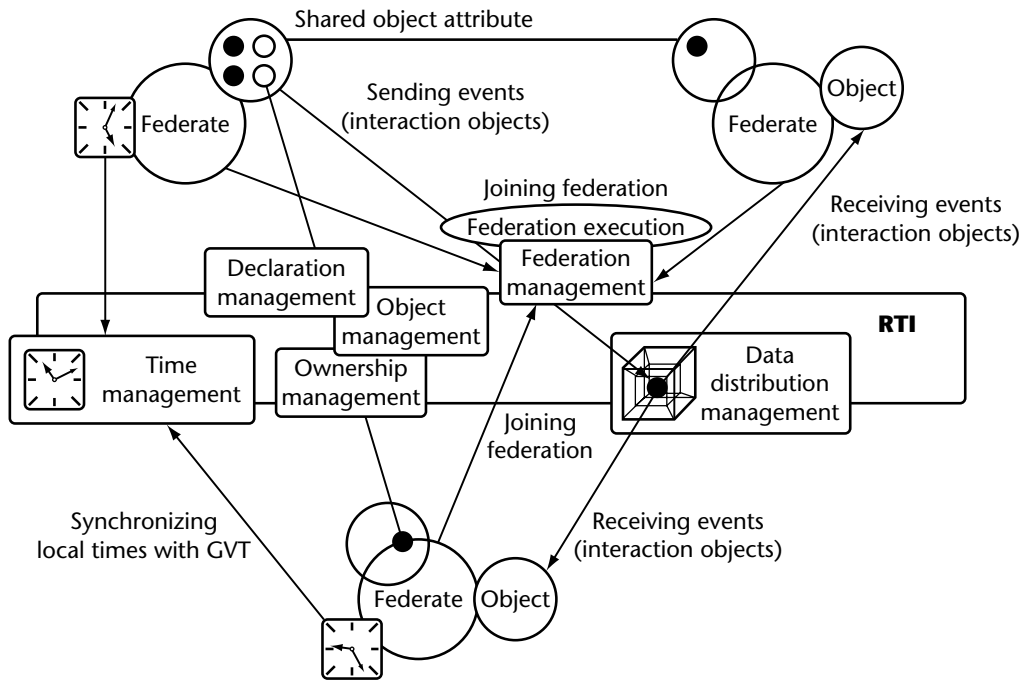 Shared object attribute
Sending events
(interaction objects)
Object
Federate
Federate
Joining federation
Receiving events
(interaction objects)
Federation execution
Declaration
management
Federation
management
Object
management
RTI
Time
management
Ownership
management
Data
distribution
management
Joining
federation
Synchronizing
local times with GVT
Receiving events
(interaction objects)
Federate
Object